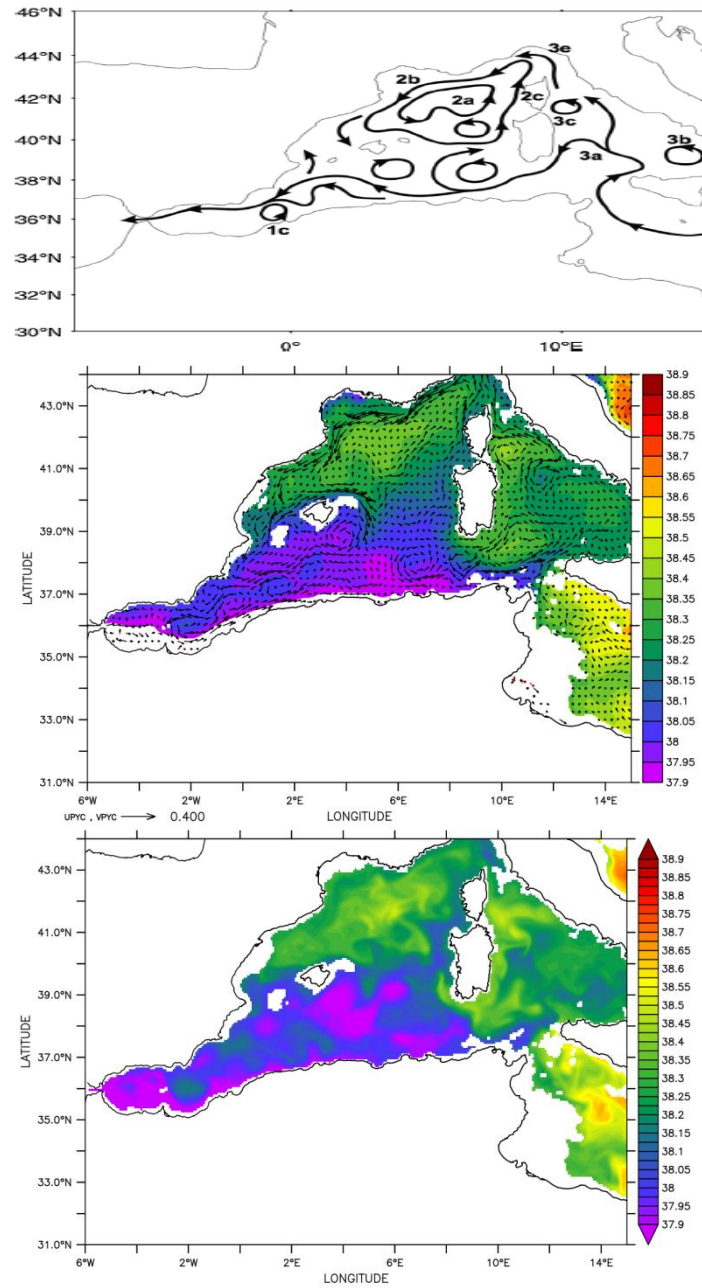 46°N
44°N
42°N
40°N
38°N
36°N
34°N
32°N
30°N
0°
10°E
3e
2b
2a
2c
3c
3b
3a
1c
43.0°N
41.0°N
39.0°N
37.0°N
35.0°N
33.0°N
31.0°N
LATITUDE
6°W
2°W
2°E
6°E
10°E
14°E
LONGITUDE
UPYC , VPYC
0.400
38.9
38.8
38.75
38.7
38.65
38.6
38.55
38.5
38.45
38.4
38.35
38.3
38.25
38.2
38.15
38.1
38.05
38
37.95
37.9
43.0°N
41.0°N
39.0°N
37.0°N
35.0°N
33.0°N
31.0°N
LATITUDE
6°W
2°W
2°E
6°E
10°E
14°E
LONGITUDE
38.9
38.8
38.75
38.7
38.65
38.6
38.55
38.5
38.45
38.4
38.35
38.3
38.25
38.2
38.15
38.1
38.05
38
37.95
37.9